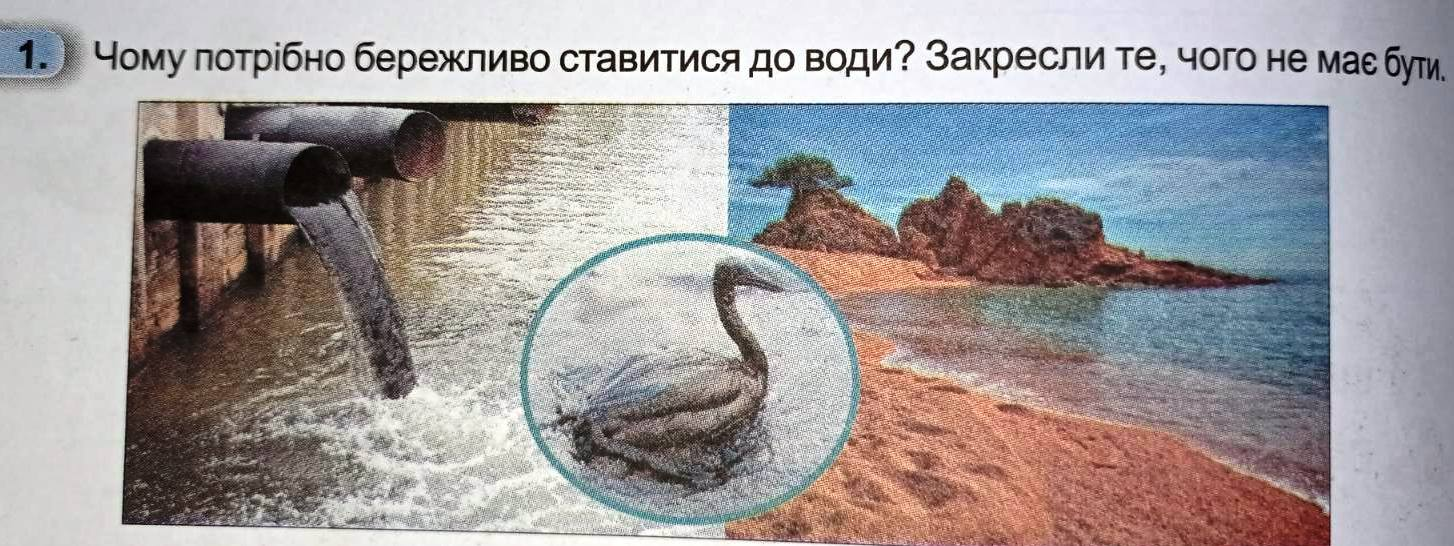 1. Чому потрібно бережливо ставитися до води? Закресли те, чого не має бути.